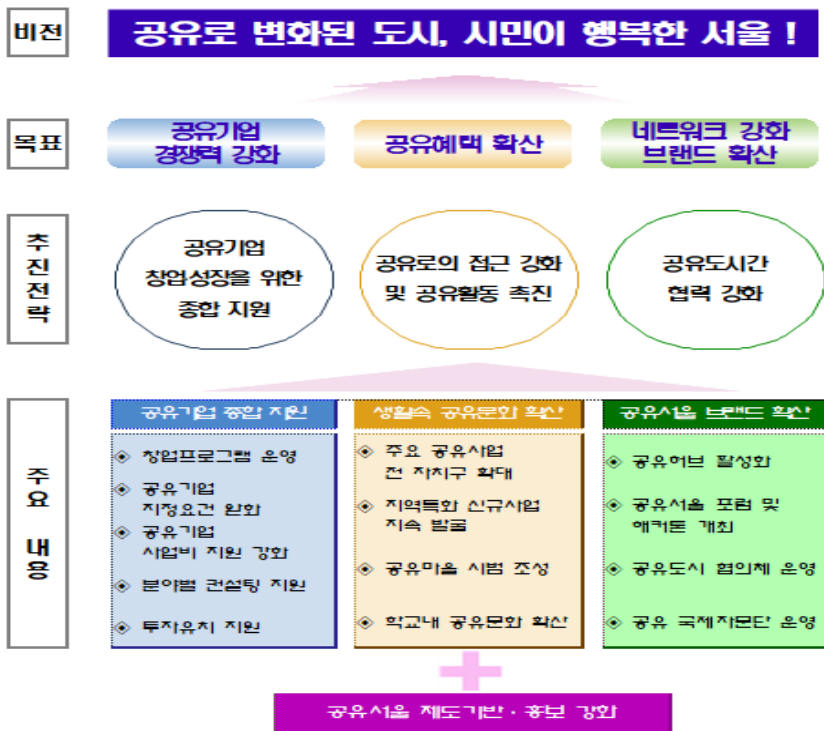 비전
공유로 변화된 도시, 시민이 행복한 서울 !
목표
공유기업
경쟁력 강화
공유혜택 확산
네트워크 강화
브랜드 확산
추진전략
공유기업
창업성장을 위한
종합 지원
공유로의 접근 강화
및 공유활동 촉진
공유도시간
협력 강화
주요 내용
공유기업 종합 지원
◈ 창업프로그램 운영
◈ 공유기업
지정요건 완화
◈ 공유기업
사업비 지원 강화
◈ 분야별 컨설팅 지원
◈ 투자유치 지원
생활속 공유문화 확산
◈ 주요 공유사업
전 자치구 확대
◈ 지역특화 신규사업
지속 발굴
◈ 공유마을 시범 조성
◈ 학교내 공유문화 확산
공유서울 브랜드 확산
◈ 공유허브 활성화
◈ 공유서울 포럼 및
해커톤 개최
◈ 공유도시 협의체 운영
◈ 공유 국제자문단 운영
공유서울 제도기반 · 홍보 강화